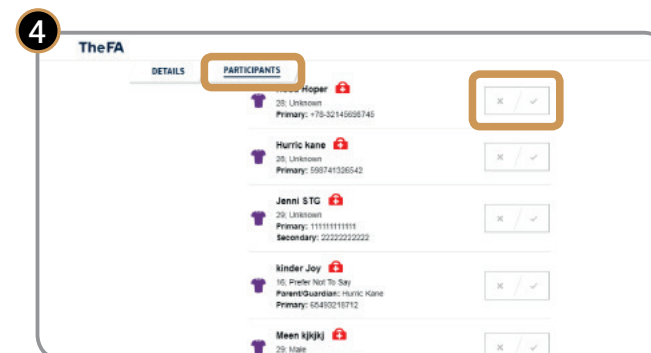 4
TheFA
DETAILS PARTICIPANTS
Hoper
28; Unknown
Primary: +78-32145698745
Hurric kane
28; Unknown
Primary: 598741326542
Jenni STG
29; Unknown
Primary: 111111111111
Secondary: 22222222222
kinder Joy
16; Prefer Not To Say
Parent/Guardian: Hurric Kane
Primary: 65493218712
Meen kjkjkj
29; Male